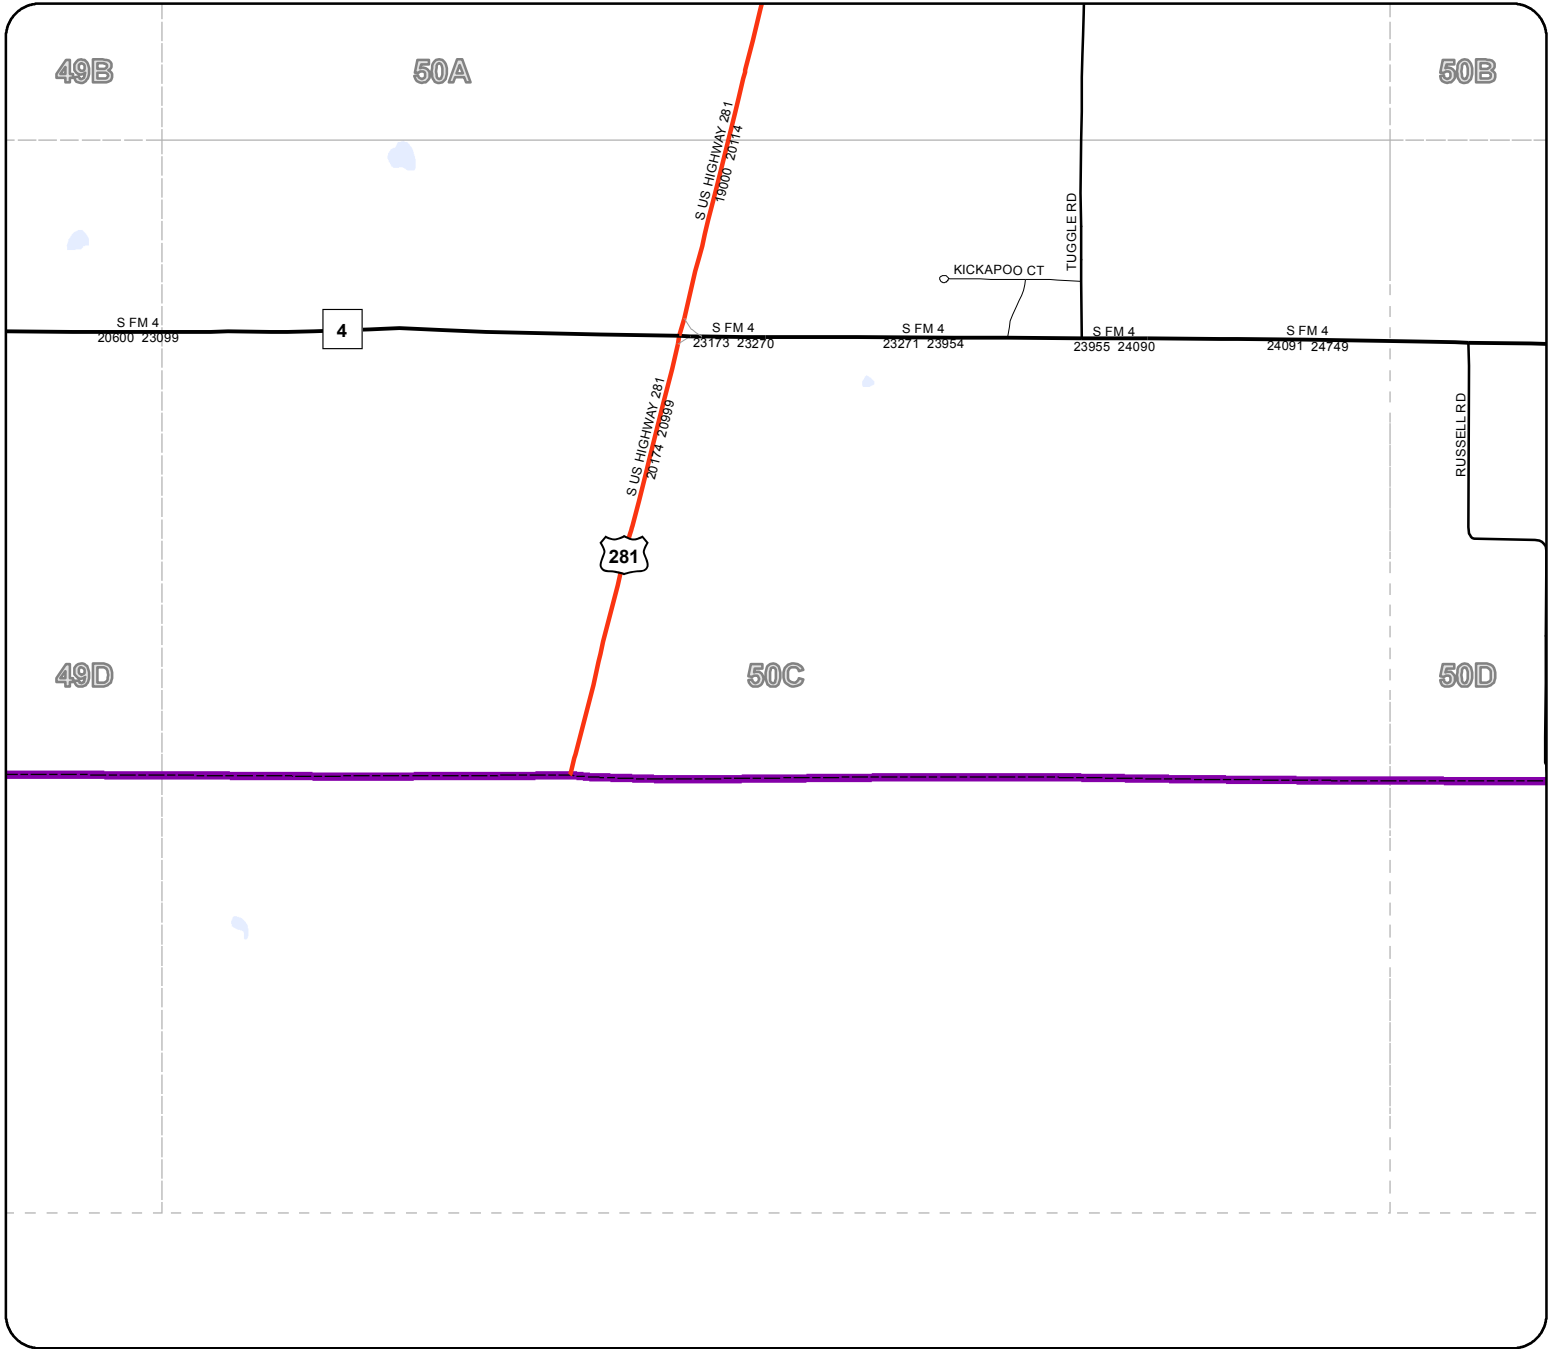 49B
50A
50B
S US HIGHWAY 281
19000 20114
TUGGLE RD
KICKAPOO CT
S FM 4
20600 23099
4
S FM 4
23173 23270
S FM 4
23271 23954
S FM 4
23955 24090
S FM 4
24091 24749
S US HIGHWAY 281
20174 20999
RUSSELL RD
281
49D
50C
50D